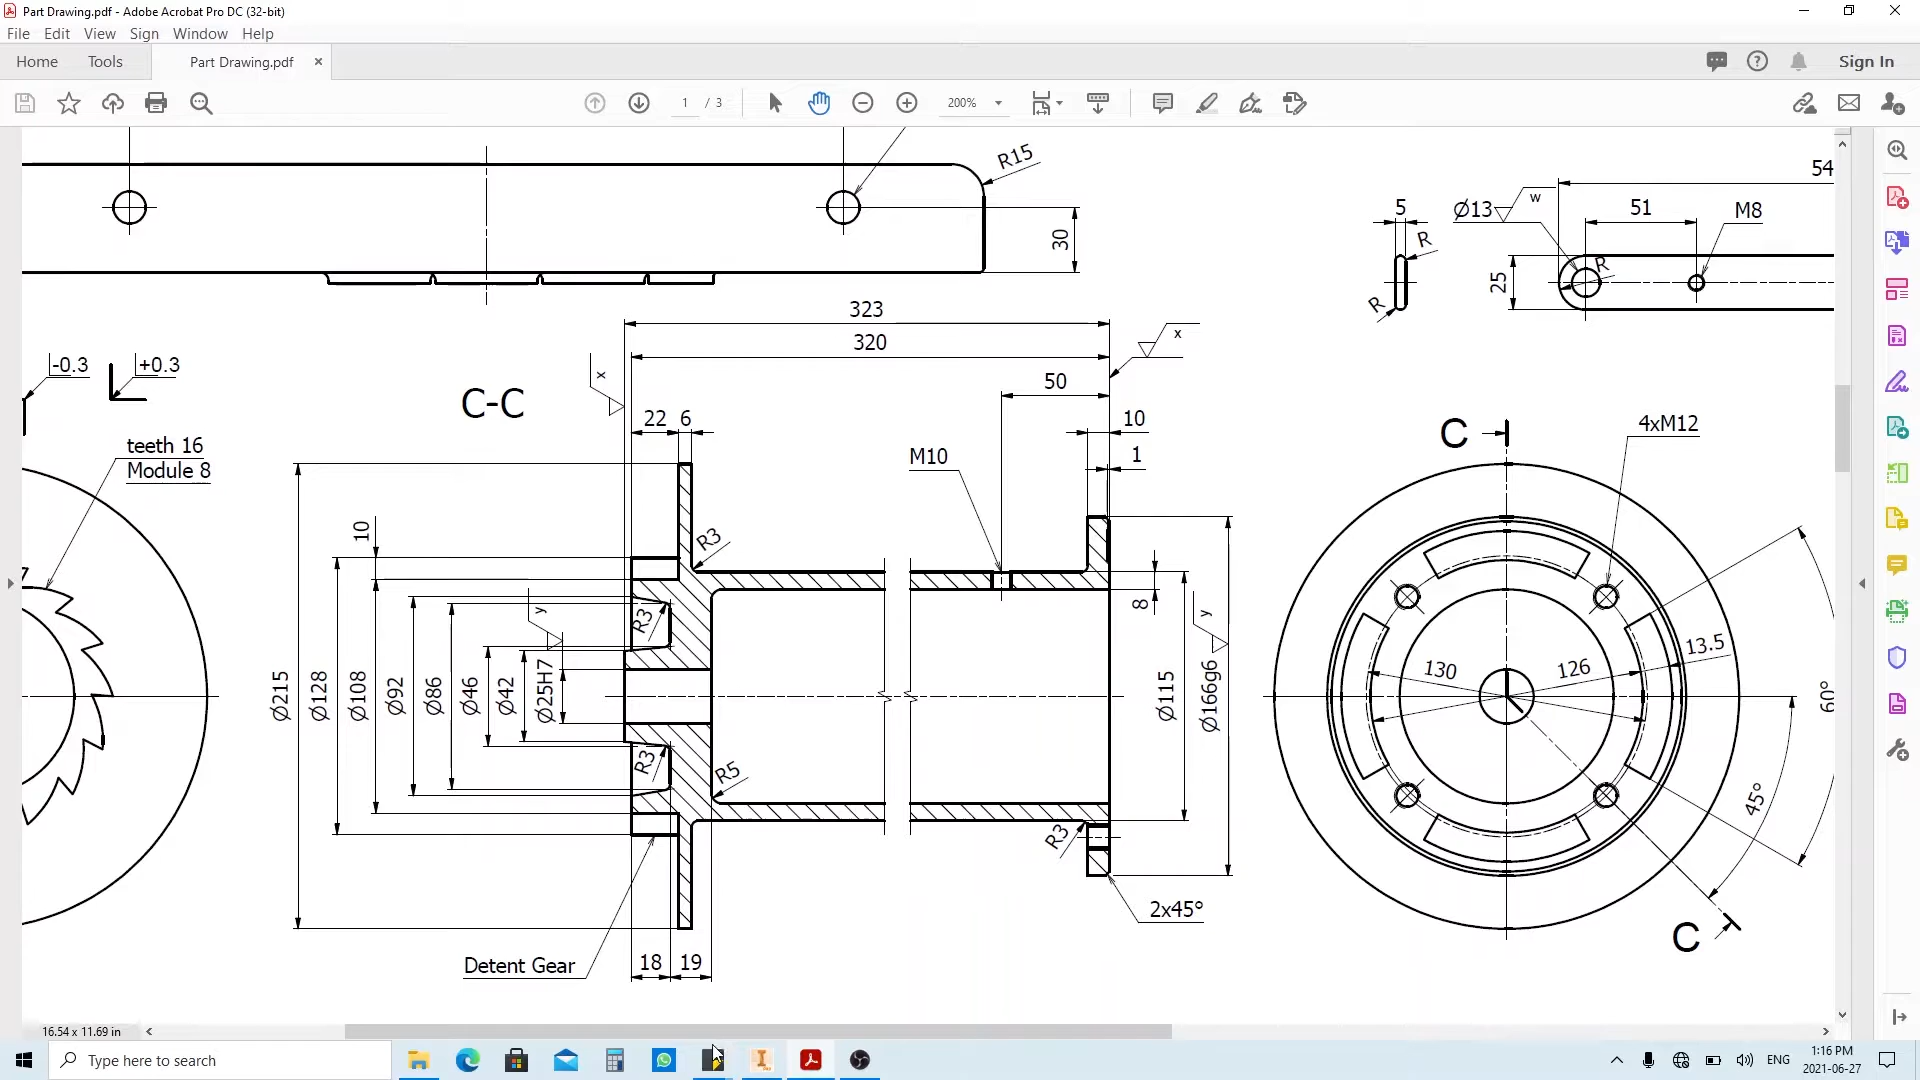 Part Drawing.pdf - Adobe Acrobat Pro DC (32-bit)
File Edit View Sign Window Help
Home Tools Part Drawing.pdf × Sign In
1 / 3 200%
R15
30
54
5
Ø13
w
51
M8
R
R
R
25
323
320
x
x
-0.3
+0.3
C-C
50
22 6
10
1
M10
teeth 16
Module 8
C
4xM12
10
R3
8
y
y
R3
13.5
130
126
60°
Ø215
Ø128
Ø108
Ø92
Ø86
Ø46
Ø42
Ø25H7
Ø115
Ø166g6
R3
R5
R3
45°
2x45°
C
Detent Gear
18 19
16.54 x 11.69 in
Type here to search
ENG
1:16 PM
2021-06-27